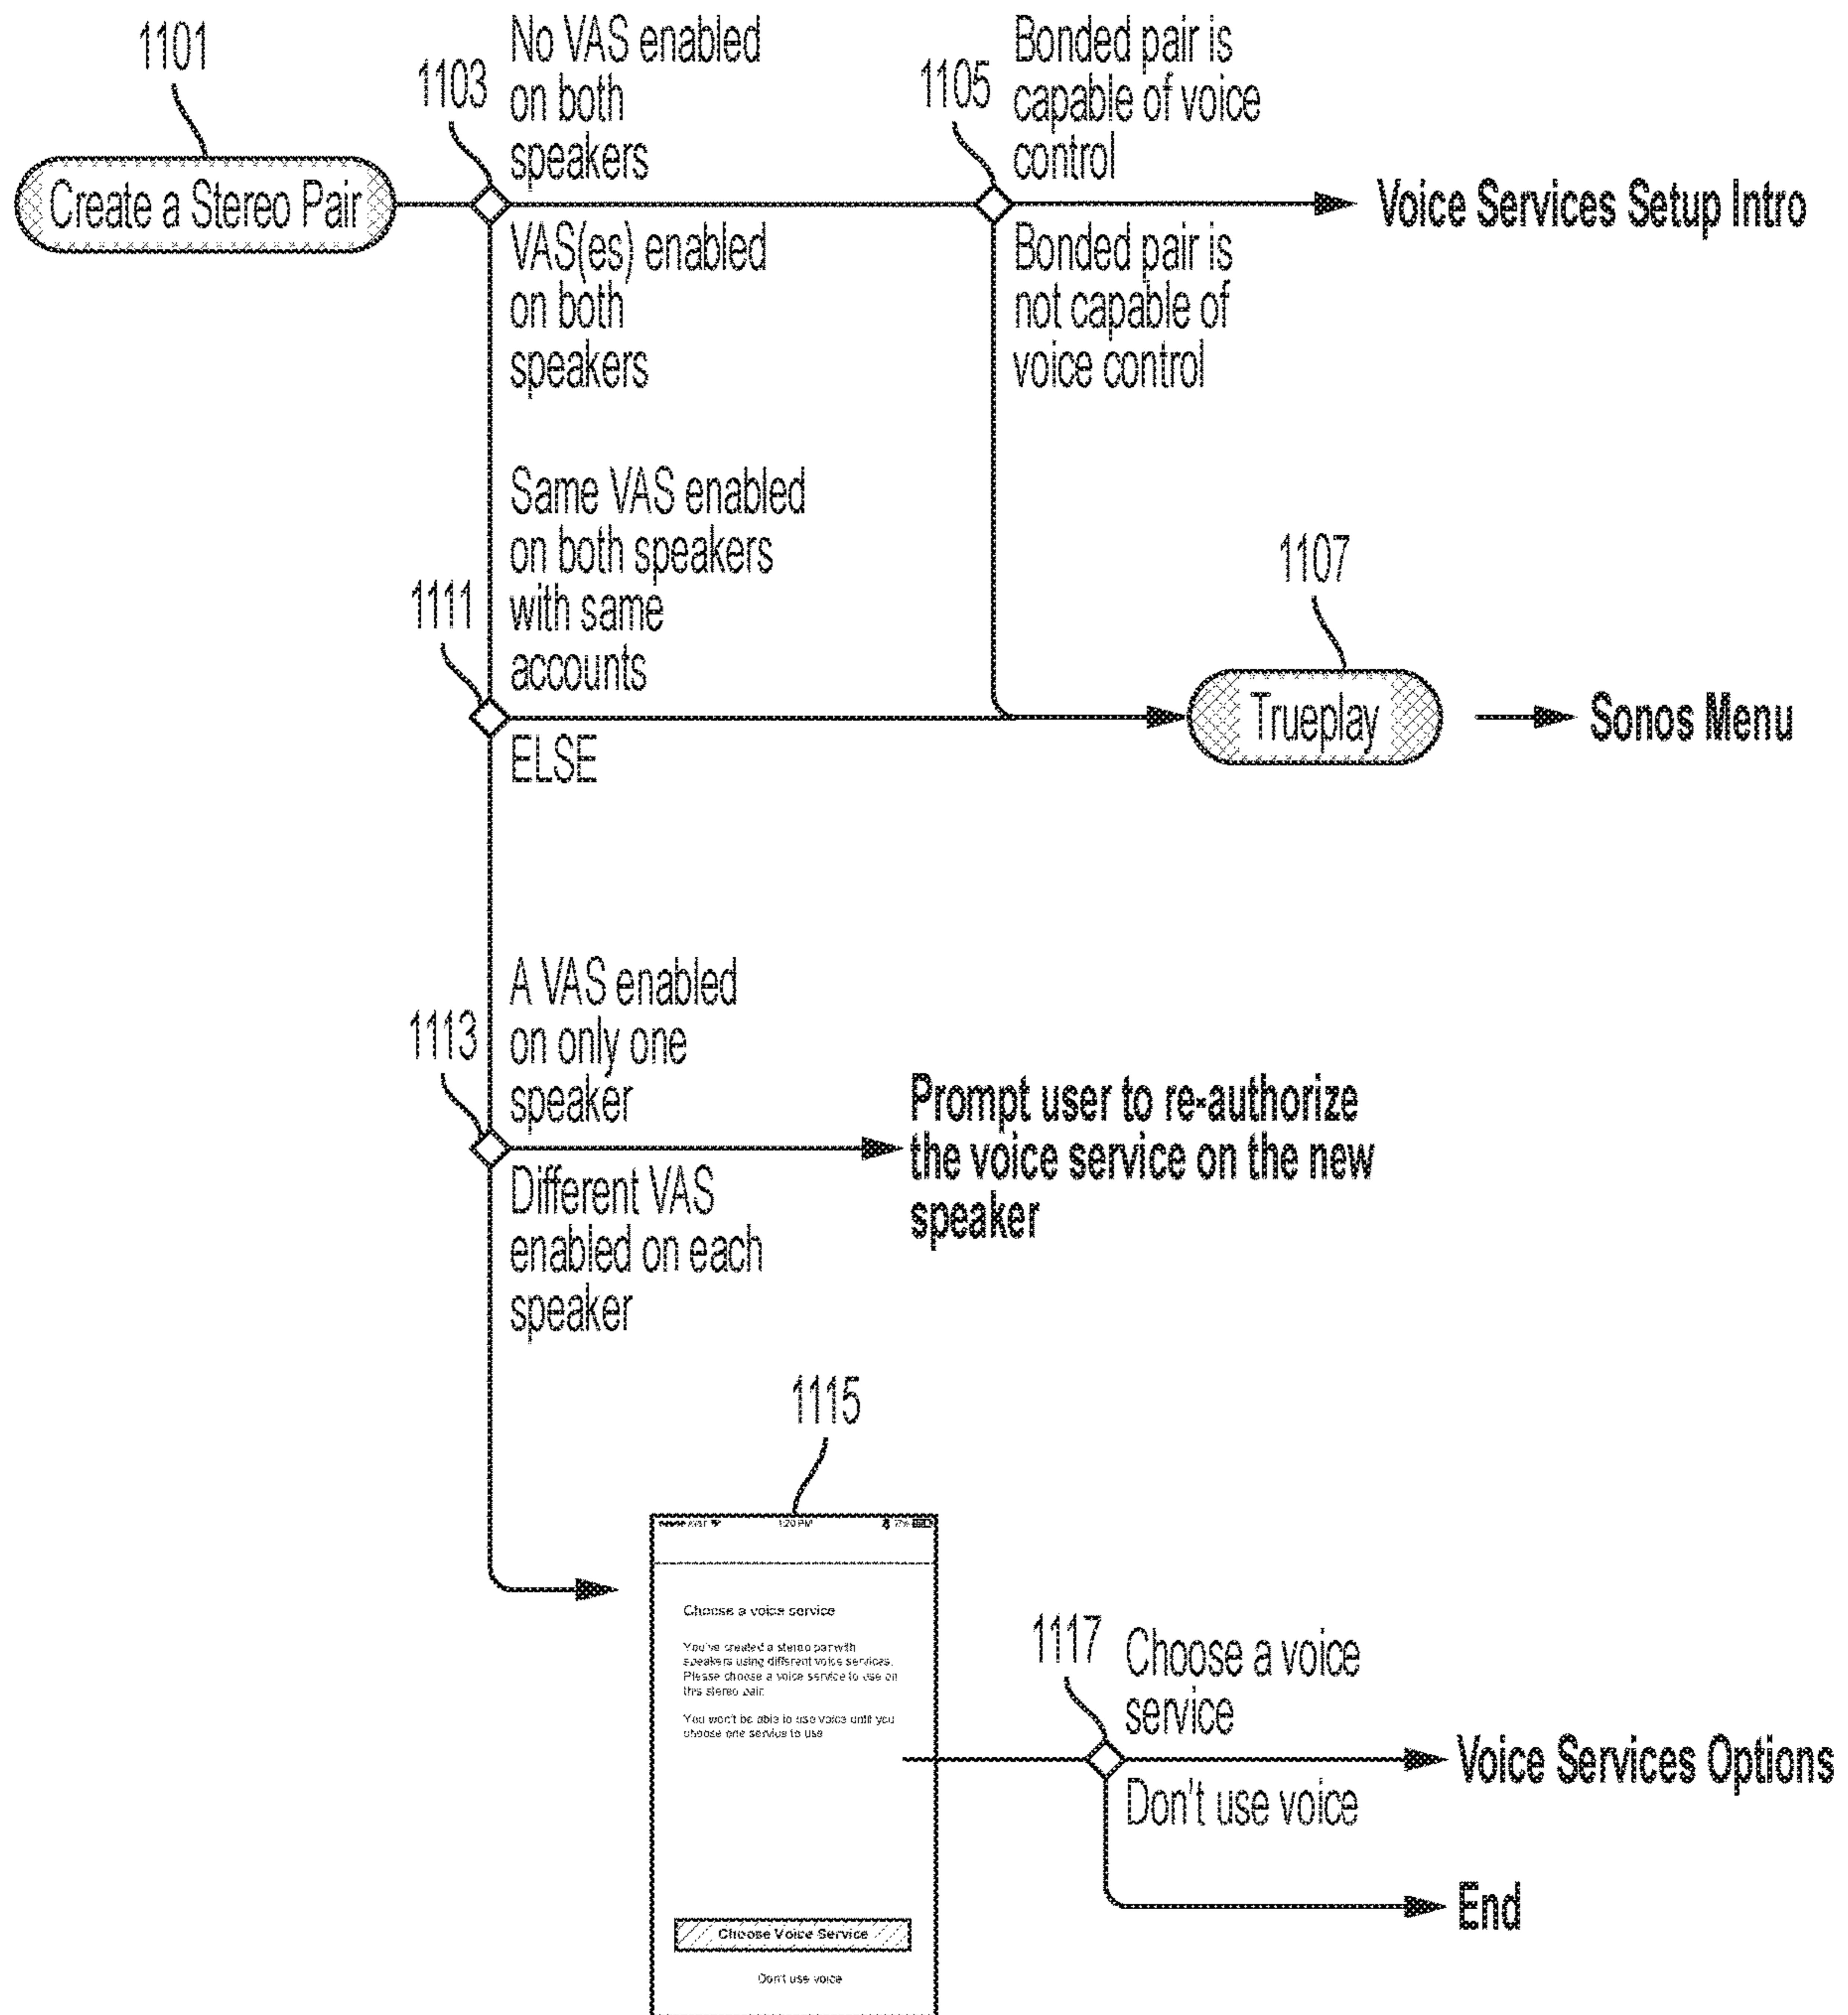 1101
1103
No VAS enabled
on both
speakers
1105
Bonded pair is
capable of voice
control
Create a Stereo Pair
Voice Services Setup Intro
VAS(es) enabled
on both
speakers
Bonded pair is
not capable of
voice control
Same VAS enabled
on both speakers
with same
accounts
1111
1107
Trueplay
Sonos Menu
ELSE
A VAS enabled
on only one
speaker
1113
Prompt user to re-authorize
the voice service on the new
speaker
Different VAS
enabled on each
speaker
1115
1:20 PM
Choose a voice service
You've created a stereo pair with
speakers using different voice services.
Please choose a voice service to use on
this stereo pair.
You won't be able to use voice until you
choose one service to use
1117
Choose a voice
service
Voice Services Options
Don't use voice
End
Choose Voice Service
Don't use voice